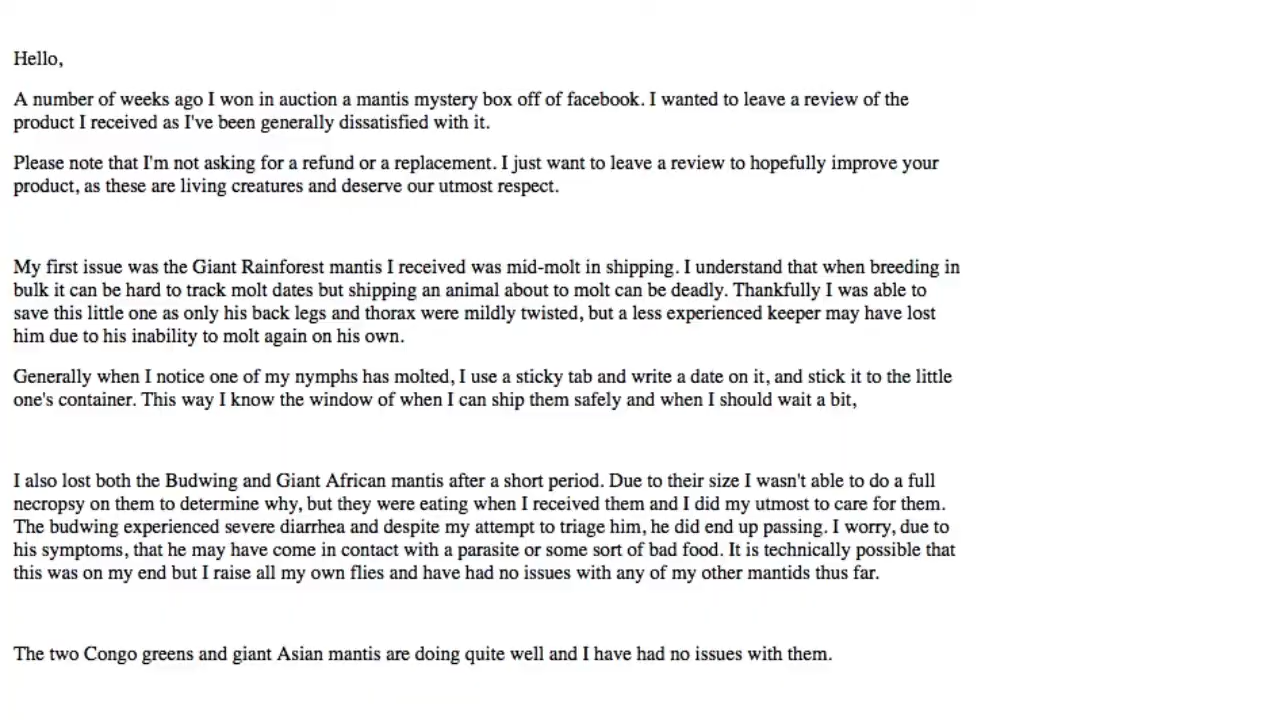 Hello,
A number of weeks ago I won in auction a mantis mystery box off of facebook. I wanted to leave a review of the
product I received as I've been generally dissatisfied with it.
Please note that I'm not asking for a refund or a replacement. I just want to leave a review to hopefully improve your
product, as these are living creatures and deserve our utmost respect.
My first issue was the Giant Rainforest mantis I received was mid-molt in shipping. I understand that when breeding in
bulk it can be hard to track molt dates but shipping an animal about to molt can be deadly. Thankfully I was able to
save this little one as only his back legs and thorax were mildly twisted, but a less experienced keeper may have lost
him due to his inability to molt again on his own.
Generally when I notice one of my nymphs has molted, I use a sticky tab and write a date on it, and stick it to the little
one's container. This way I know the window of when I can ship them safely and when I should wait a bit,
I also lost both the Budwing and Giant African mantis after a short period. Due to their size I wasn't able to do a full
necropsy on them to determine why, but they were eating when I received them and I did my utmost to care for them.
The budwing experienced severe diarrhea and despite my attempt to triage him, he did end up passing. I worry, due to
his symptoms, that he may have come in contact with a parasite or some sort of bad food. It is technically possible that
this was on my end but I raise all my own flies and have had no issues with any of my other mantids thus far.
The two Congo greens and giant Asian mantis are doing quite well and I have had no issues with them.